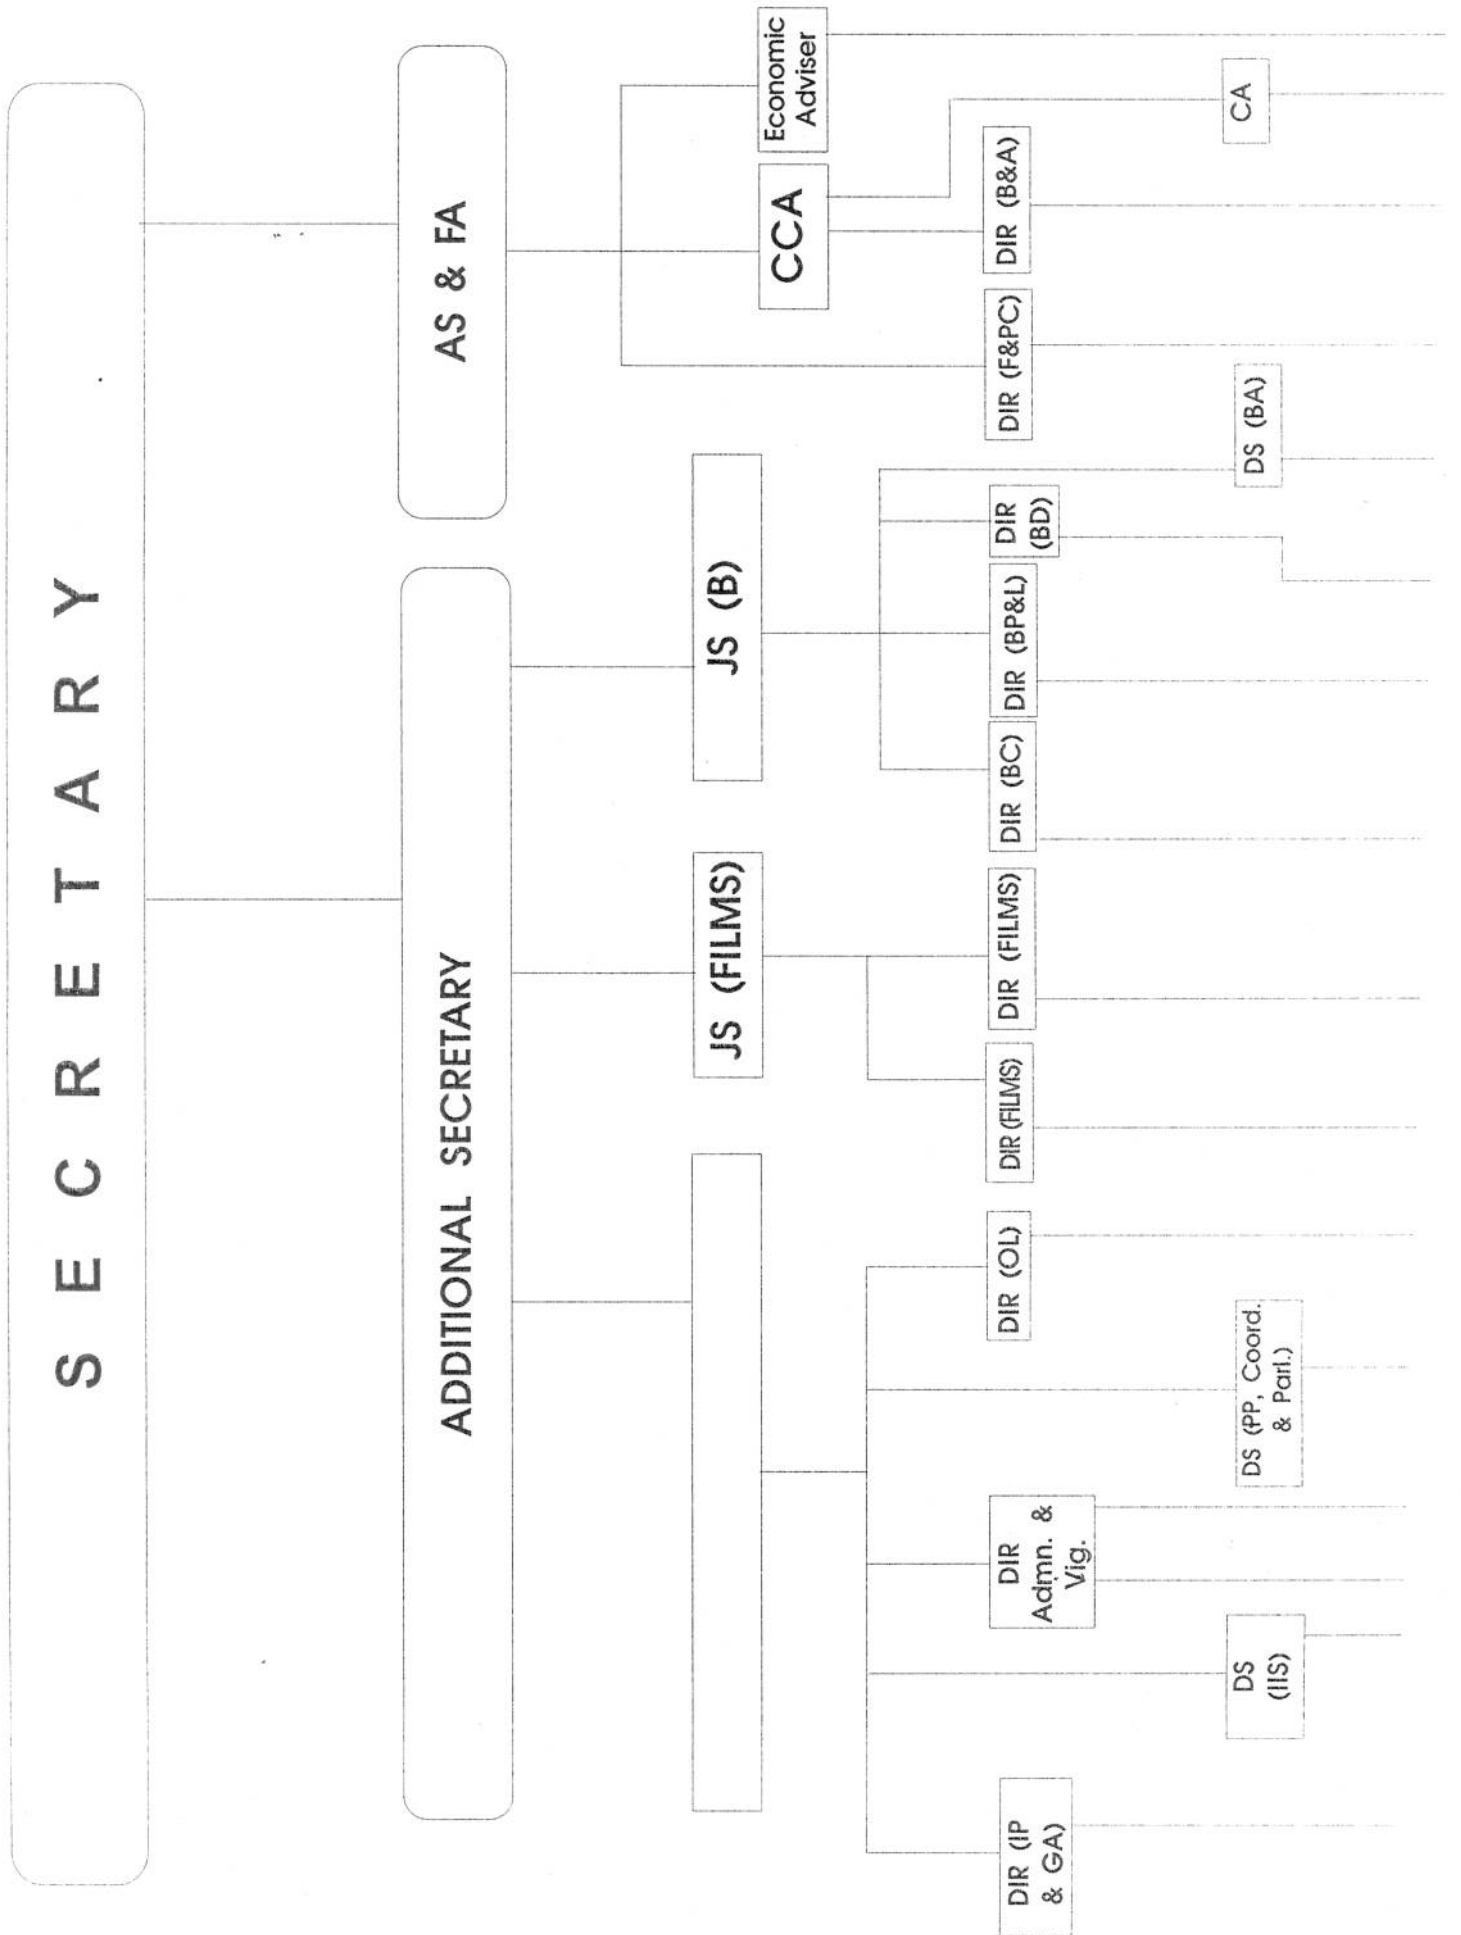 SECRETARY
ADDITIONAL SECRETARY
AS & FA
JS (FILMS)
JS (B)
CCA
Economic
Adviser
DIR (IP
& GA)
DIR
Admn. &
Vig.
DIR (OL)
DIR (FILMS)
DIR (FILMS)
DIR (BC)
DIR (BP&L)
DIR
(BD)
DIR (F&PC)
DIR (B&A)
DS
(IIS)
DS (PP, Coord.
& Parl.)
DS (BA)
CA